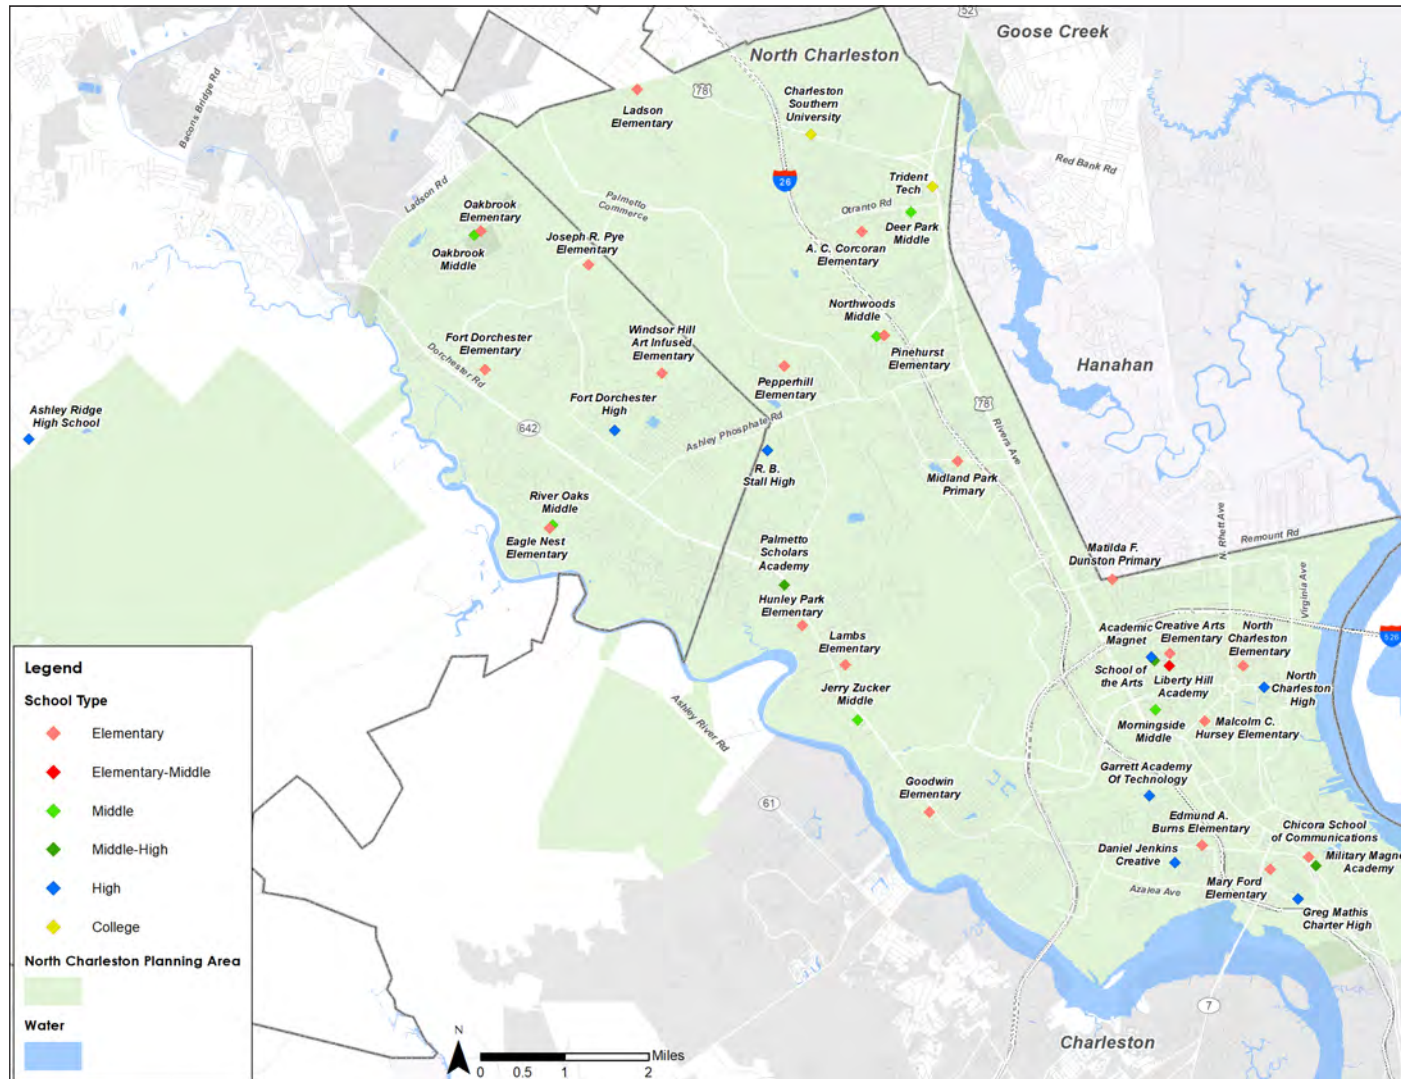 52
Goose Creek
North Charleston
78
Charleston
Southern
University
Ladson
Elementary
Bacons Bridge Rd
26
Red Bank Rd
Trident
Tech
Ladson Rd
Palmetto
Commerce
Otranto Rd
Oakbrook
Elementary
Deer Park
Middle
Joseph R. Pye
Elementary
A. C. Corcoran
Elementary
Oakbrook
Middle
Northwoods
Middle
Windsor Hill
Art Infused
Elementary
Fort Dorchester
Elementary
Pinehurst
Elementary
Hanahan
Dorchester Rd
Pepperhill
Elementary
Fort Dorchester
High
78
Ashley Ridge
High School
642
Ashley Phosphate Rd
Rivers Ave
R. B.
Stall High
Midland Park
Primary
River Oaks
Middle
N. Rhett Ave
Remount Rd
Eagle Nest
Elementary
Palmetto
Scholars
Academy
Matilda F.
Dunston Primary
Virginia Ave
Hunley Park
Elementary
526
Academic
Magnet
Creative Arts
Elementary
North
Charleston
Elementary
Lambs
Elementary
School of
the Arts
Liberty Hill
Academy
North
Charleston
High
Jerry Zucker
Middle
Ashley River Rd
Morningside
Middle
Malcolm C.
Hursey Elementary
Garrett Academy
Of Technology
Goodwin
Elementary
61
Edmund A.
Burns Elementary
Chicora School
of Communications
Daniel Jenkins
Creative
Military Magne
Academy
Azalea Ave
Mary Ford
Elementary
Greg Mathis
Charter High
7
Charleston
Legend
School Type
Elementary
Elementary-Middle
Middle
Middle-High
High
College
North Charleston Planning Area
Water
N
Miles
0 0.5 1 2